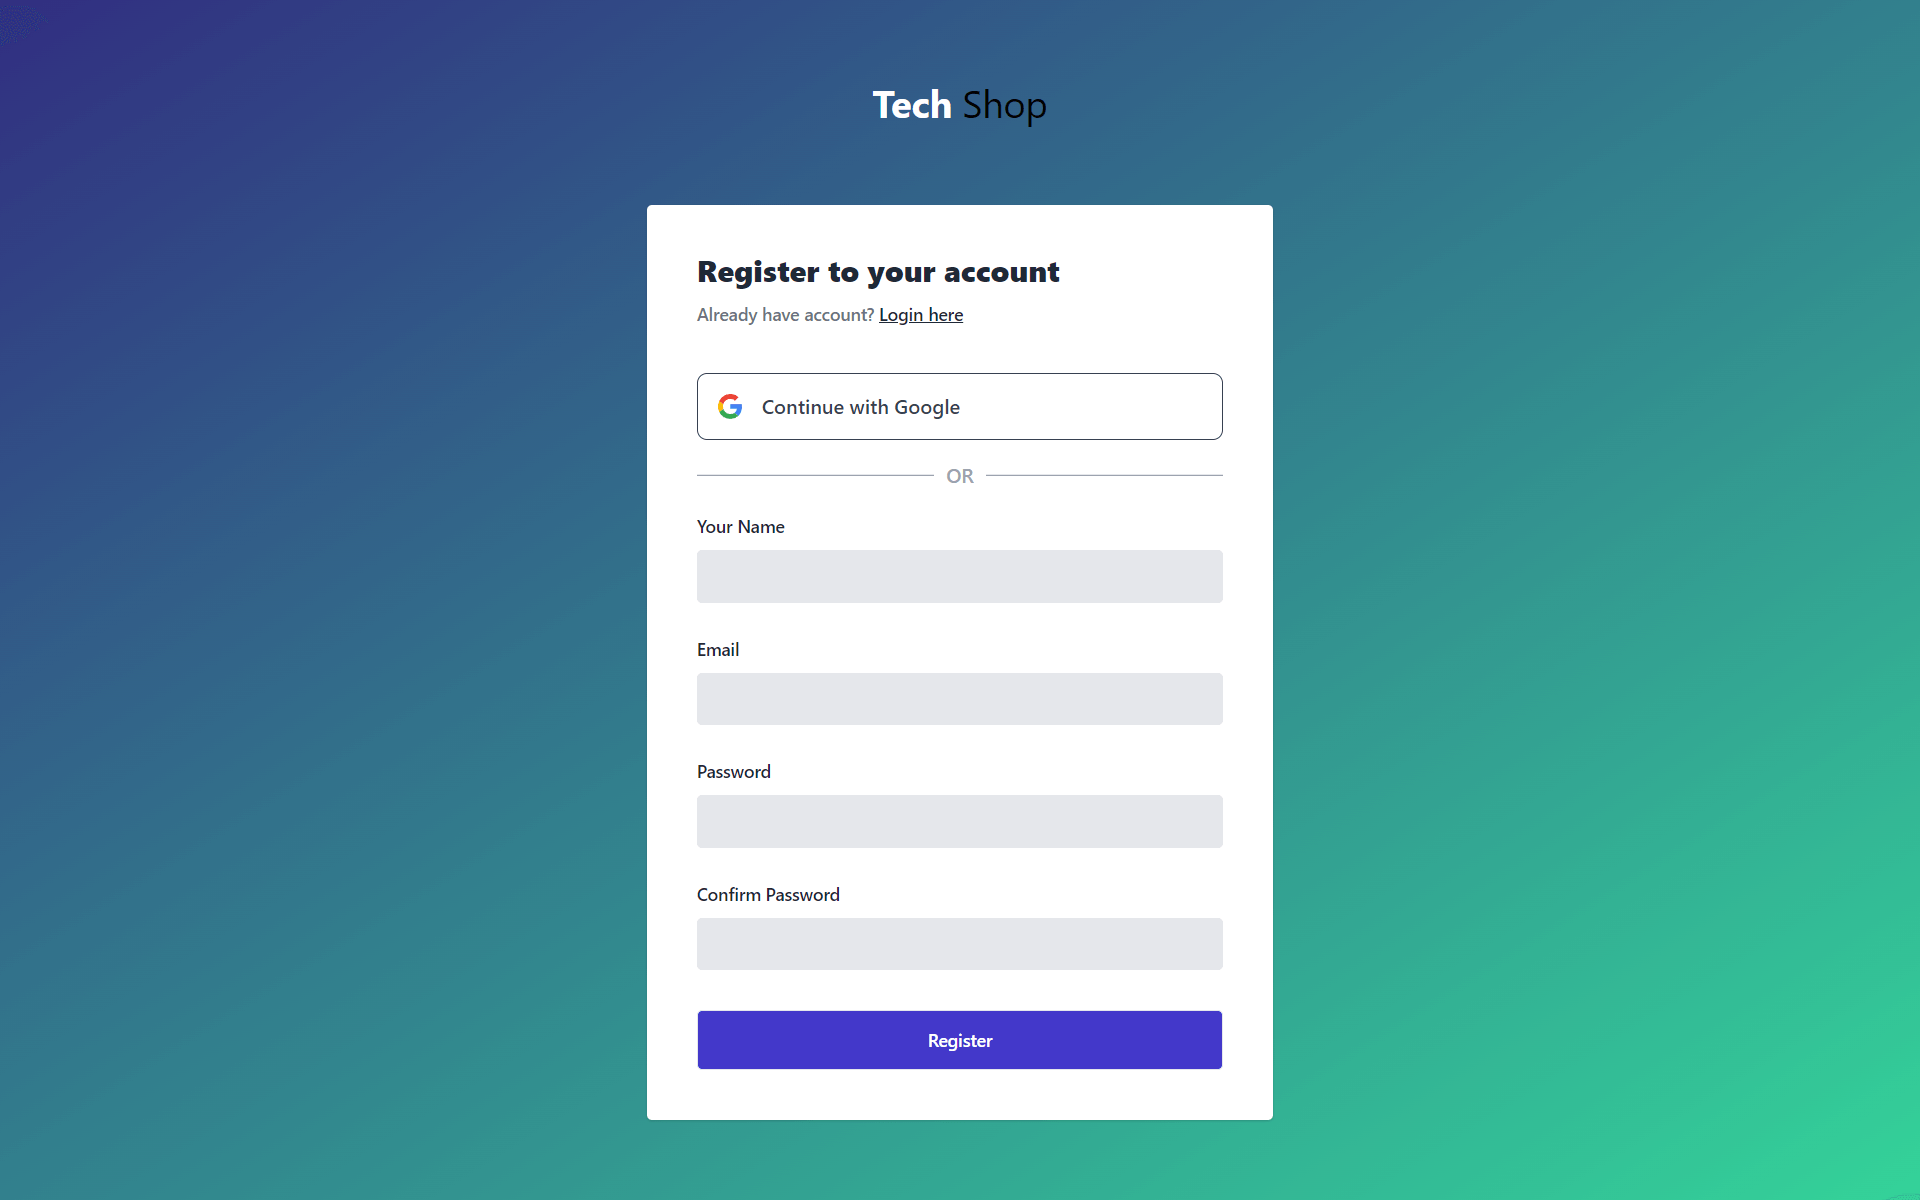 Tech Shop
Register to your account
Already have account? Login here
Continue with Google
OR
Your Name
Email
Password
Confirm Password
Register